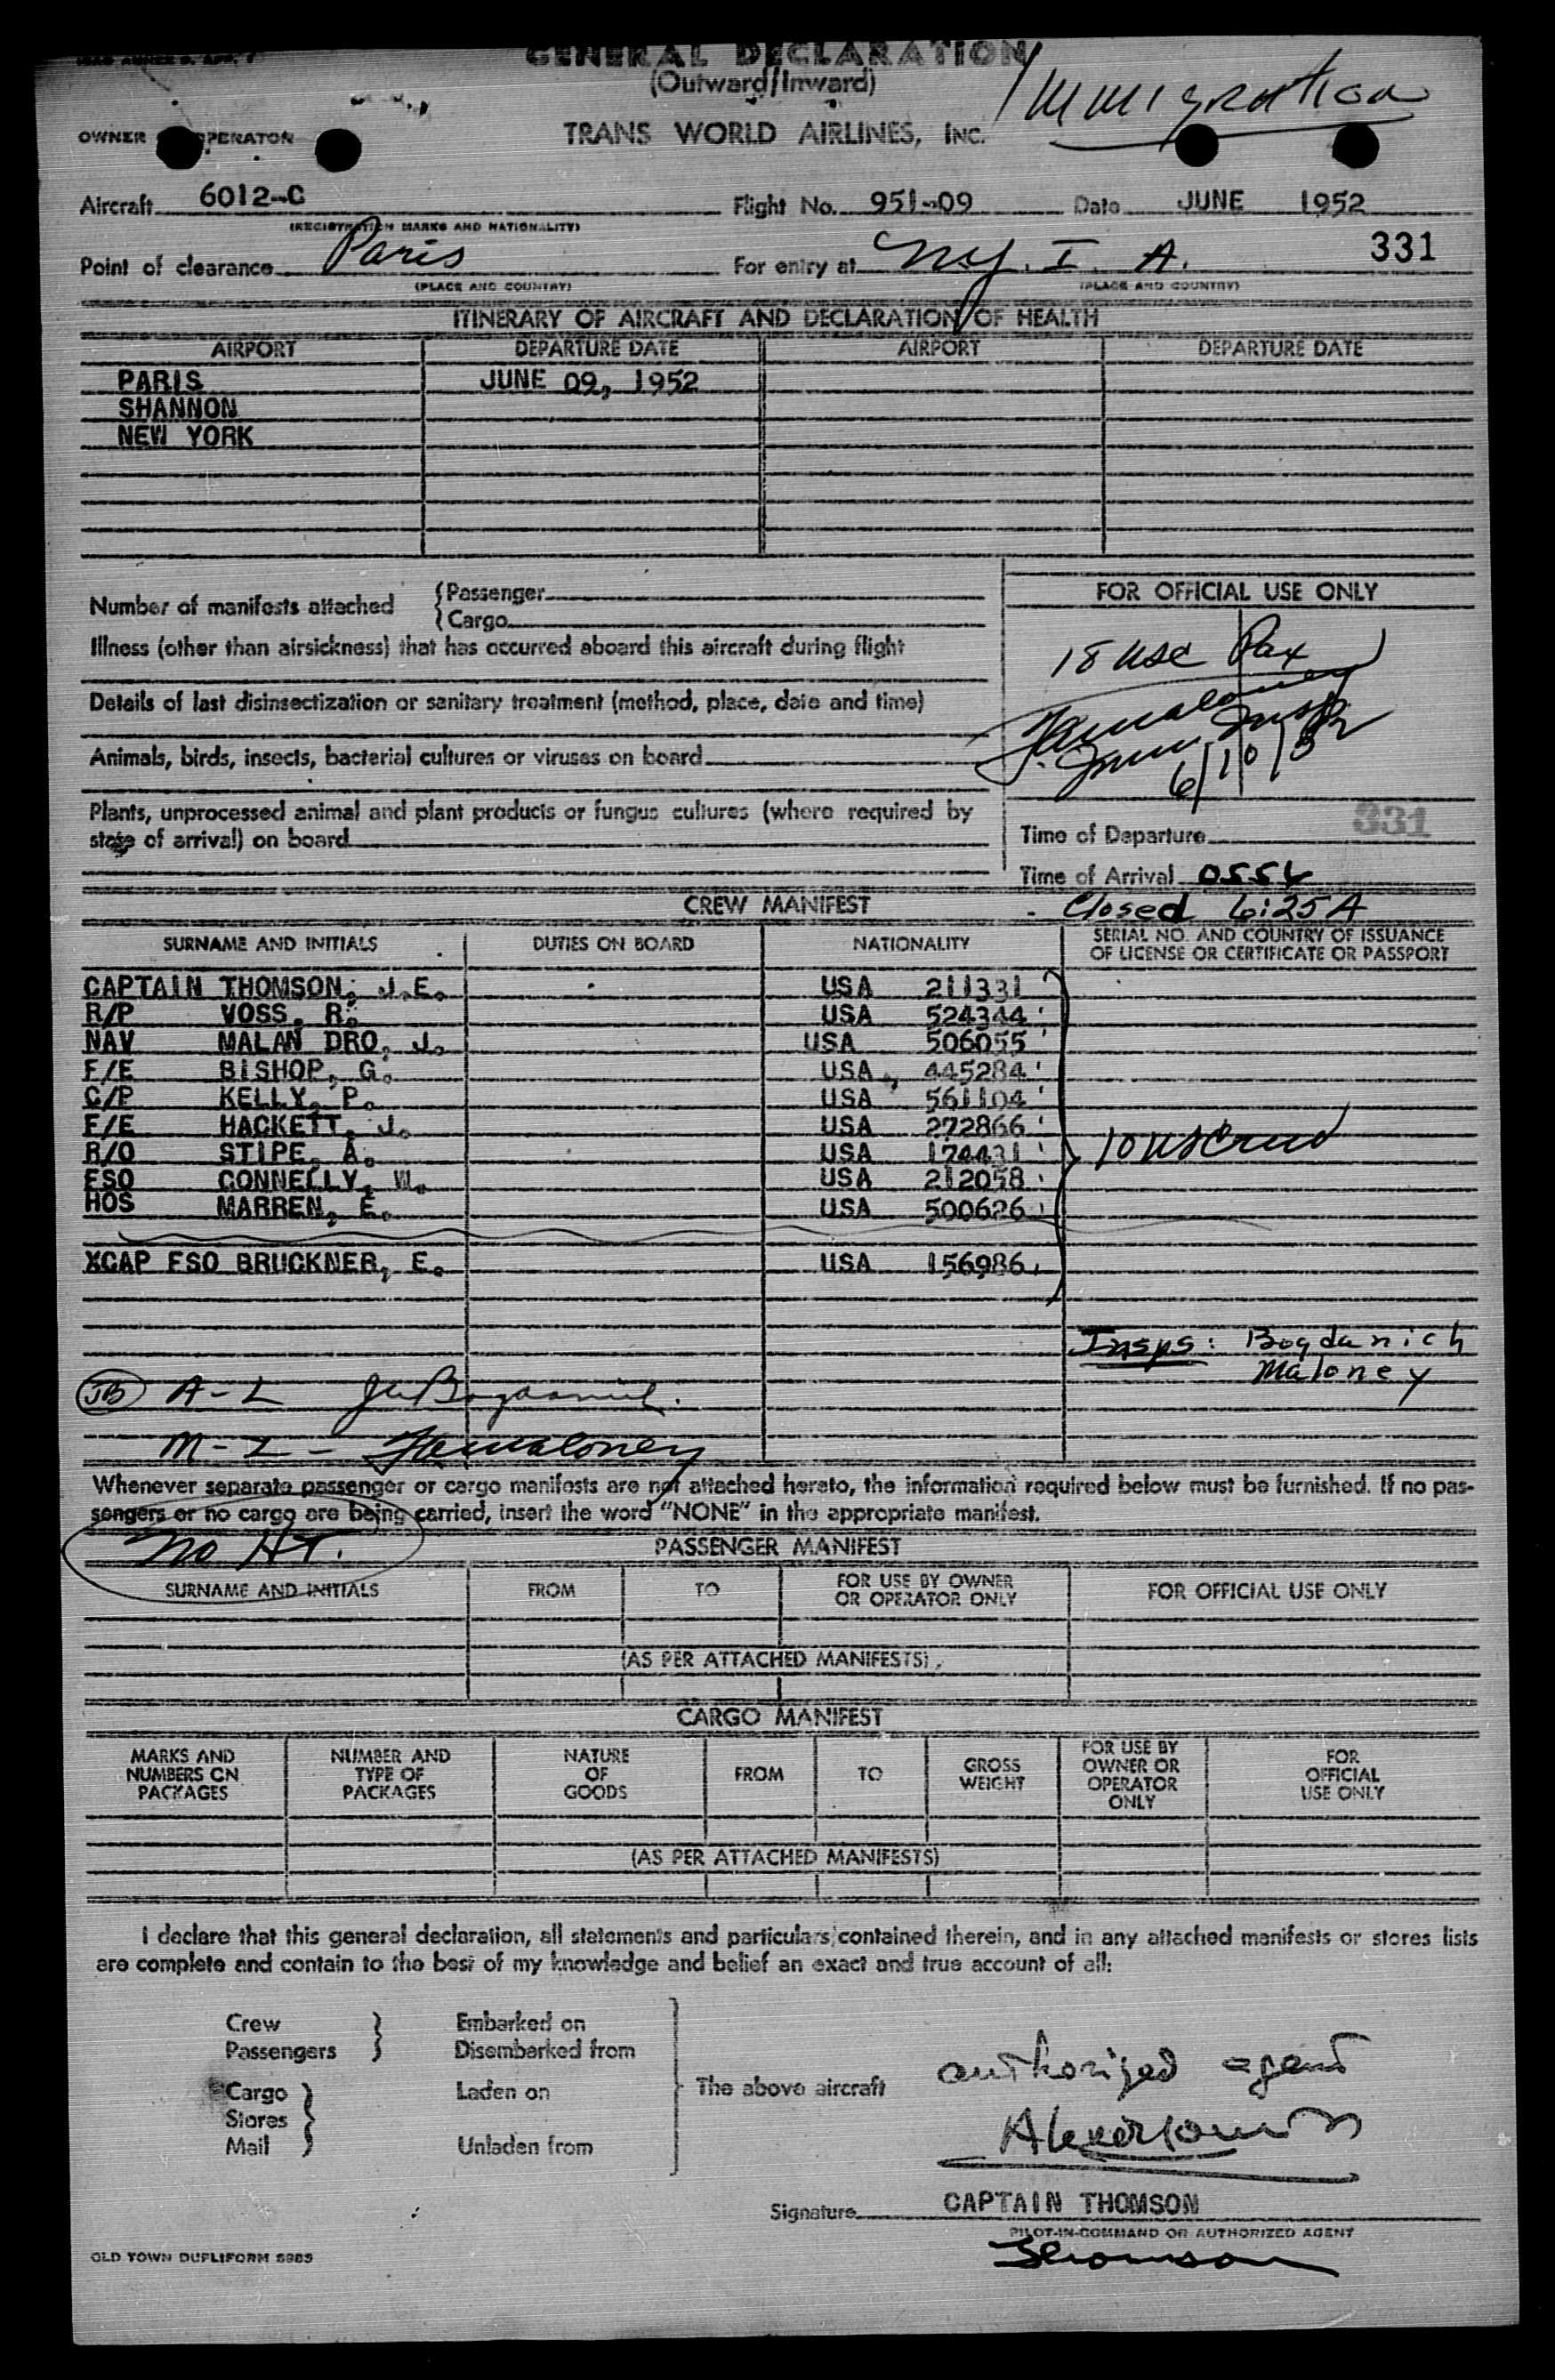 GENERAL DECLARATION
(Outward/Inward)
Immigration
OWNER OPERATOR
TRANS WORLD AIRLINES, INC.
Aircraft 6012-C Flight No. 951-09 Date JUNE 1952
(REGISTRATION MARKS AND NATIONALITY)
331
Point of clearance Paris For entry at NY. I. A.
(PLACE AND COUNTRY) (PLACE AND COUNTRY)
ITINERARY OF AIRCRAFT AND DECLARATION OF HEALTH
AIRPORT DEPARTURE DATE AIRPORT DEPARTURE DATE
PARIS JUNE 09, 1952
SHANNON
NEW YORK
Number of manifests attached {Passenger
{Cargo
Illness (other than airsickness) that has occurred aboard this aircraft during flight
Details of last disinsectization or sanitary treatment (method, place, date and time)
Animals, birds, insects, bacterial cultures or viruses on board
Plants, unprocessed animal and plant products or fungus cultures (where required by
state of arrival) on board
FOR OFFICIAL USE ONLY
18 USC Pax
Maloney
Imm. Insp
6/10/52
331
Time of Departure
Time of Arrival 0554
Closed 6:25A
CREW MANIFEST
SURNAME AND INITIALS DUTIES ON BOARD NATIONALITY SERIAL NO. AND COUNTRY OF ISSUANCE
OF LICENSE OR CERTIFICATE OR PASSPORT
CAPTAIN THOMSON, J.E. USA 211331
R/P VOSS, R. USA 524344
NAV MALAN DRO, J. USA 506055
F/E BISHOP, G. USA 445284
C/P KELLY, P. USA 561104
F/E HACKETT, J. USA 272866
R/O STIPE, A. USA 174431
FSO CONNELLY, W. USA 212058
HOS MARREN, E. USA 500626
10 US Crew
XCAP FSO BRUCKNER, E. USA 156986
Insps: Bogdanich
Maloney
JB A-L Bogdanich
M-Z - Maloney
Whenever separate passenger or cargo manifests are not attached hereto, the information required below must be furnished. If no pas-
sengers or no cargo are being carried, insert the word "NONE" in the appropriate manifest.
No HT.
PASSENGER MANIFEST
SURNAME AND INITIALS FROM TO FOR USE BY OWNER
OR OPERATOR ONLY FOR OFFICIAL USE ONLY
(AS PER ATTACHED MANIFESTS)
CARGO MANIFEST
MARKS AND
NUMBERS ON
PACKAGES
NUMBER AND
TYPE OF
PACKAGES
NATURE
OF
GOODS
FROM
TO
GROSS
WEIGHT
FOR USE BY
OWNER OR
OPERATOR
ONLY
FOR
OFFICIAL
USE ONLY
(AS PER ATTACHED MANIFESTS)
I declare that this general declaration, all statements and particulars contained therein, and in any attached manifests or stores lists
are complete and contain to the best of my knowledge and belief an exact and true account of all:
Crew } Embarked on
Passengers } Disembarked from
Cargo } Laden on
Stores
Mail } Unladen from
The above aircraft
authorized agent
Signature CAPTAIN THOMSON
PILOT-IN-COMMAND OR AUTHORIZED AGENT
Thomson
OLD TOWN DUPLIFORM 5989